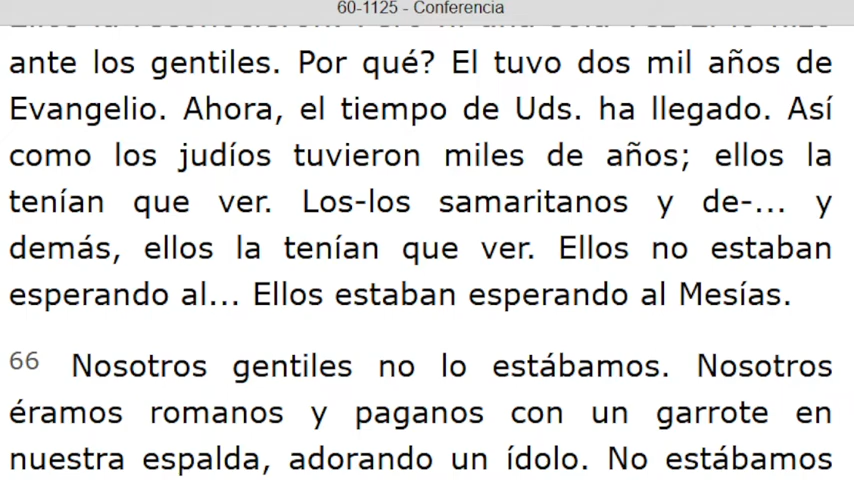 60-1125 - Conferencia
ante los gentiles. Por qué? El tuvo dos mil años de
Evangelio. Ahora, el tiempo de Uds. ha llegado. Así
como los judíos tuvieron miles de años; ellos la
tenían que ver. Los-los samaritanos y de-... y
demás, ellos la tenían que ver. Ellos no estaban
esperando al... Ellos estaban esperando al Mesías.
66 Nosotros gentiles no lo estábamos. Nosotros
éramos romanos y paganos con un garrote en
nuestra espalda, adorando un ídolo. No estábamos